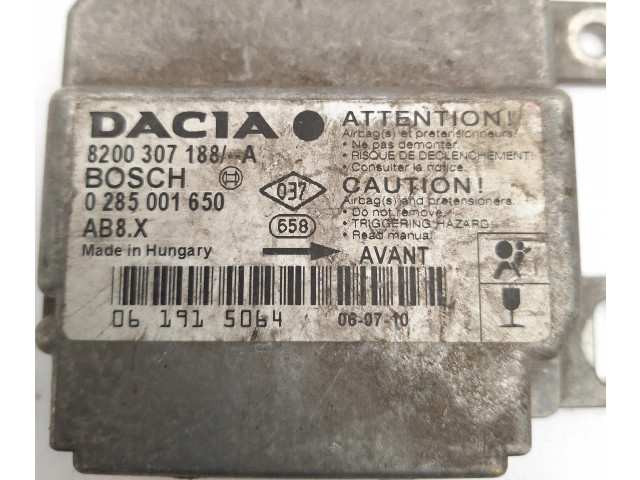 DACIA
8200 307 188/--A
BOSCH
0 285 001 650
AB8.X
Made in Hungary
037
658
ATTENTION!
Airbag(s) et pretensionneurs.
• Ne pas demonter.
• RISQUE DE DECLENCHEMENT.
Consulter la notice.
CAUTION!
Airbag(s) and pretensioners.
• Do not remove.
• TRIGGERING HAZARD.
• Read manual.
AVANT
06 191 5064
06-07-10